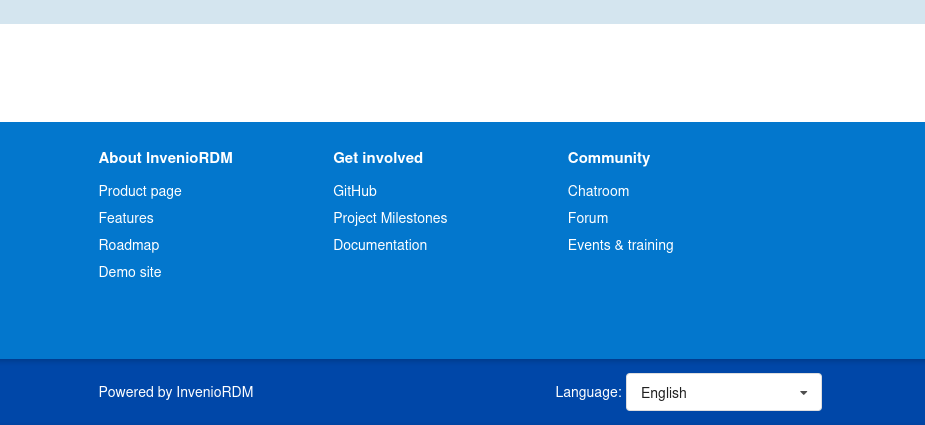 About InvenioRDM
Product page
Features
Roadmap
Demo site
Get involved
GitHub
Project Milestones
Documentation
Community
Chatroom
Forum
Events & training
Powered by InvenioRDM
Language: English